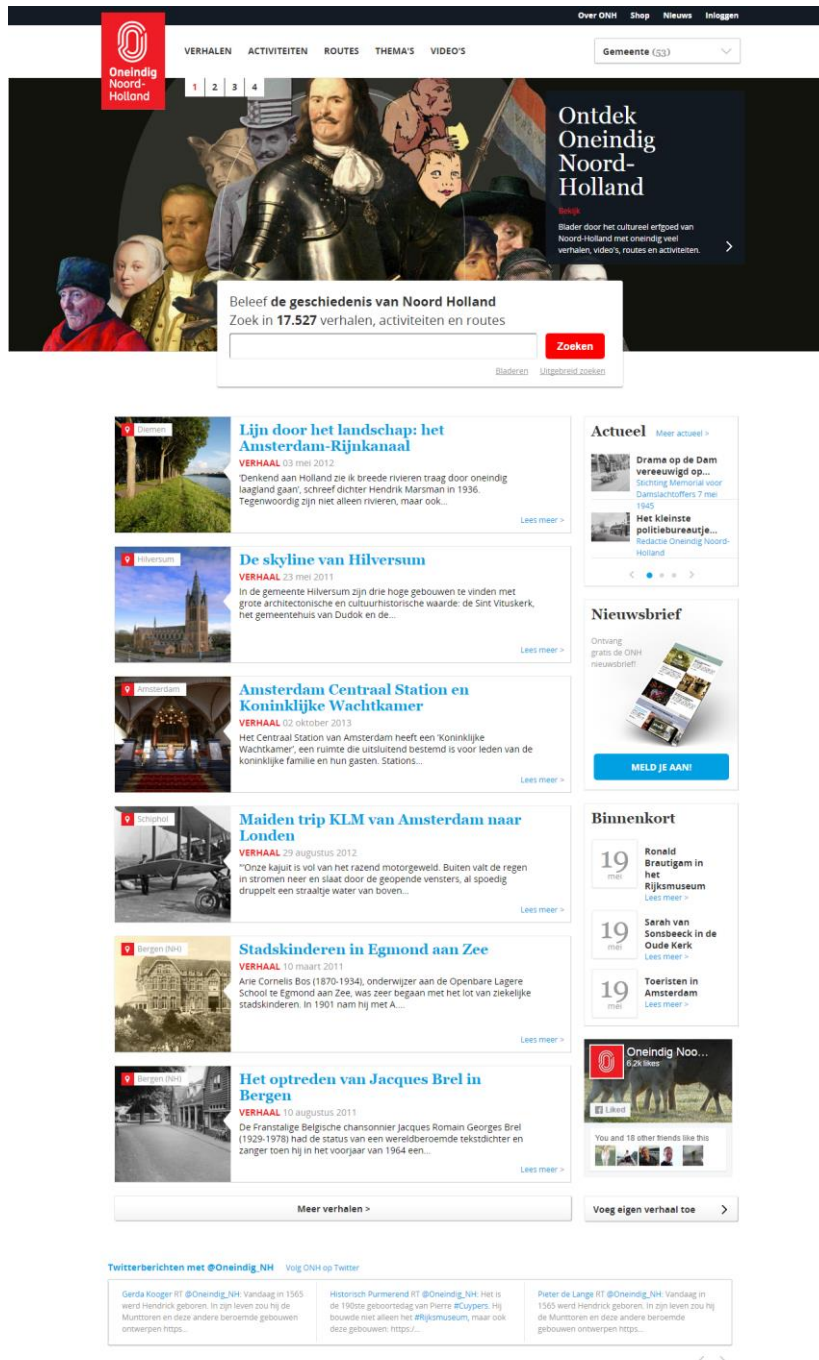 Over ONH Shop Nieuws Inloggen
Oneindig
Noord-
Holland
VERHALEN ACTIVITEITEN ROUTES THEMA'S VIDEO'S
Gemeente (53)
1 2 3 4
Ontdek
Oneindig
Noord-
Holland
Bekijk
Blader door het cultureel erfgoed van
Noord-Holland met oneindig veel
verhalen, video's, routes en activiteiten.
Beleef de geschiedenis van Noord Holland
Zoek in 17.527 verhalen, activiteiten en routes
Zoeken
Bladeren Uitgebreid zoeken
Diemen
Lijn door het landschap: het
Amsterdam-Rijnkanaal
VERHAAL 03 mei 2012
'Denkend aan Holland zie ik breede rivieren traag door oneindig
laagland gaan', schreef dichter Hendrik Marsman in 1936.
Tegenwoordig zijn niet alleen rivieren, maar ook...
Lees meer >
Hilversum
De skyline van Hilversum
VERHAAL 23 mei 2011
In de gemeente Hilversum zijn drie hoge gebouwen te vinden met
grote architectonische en cultuurhistorische waarde: de Sint Vituskerk,
het gemeentehuis van Dudok en de...
Lees meer >
Amsterdam
Amsterdam Centraal Station en
Koninklijke Wachtkamer
VERHAAL 02 oktober 2013
Het Centraal Station van Amsterdam heeft een 'Koninklijke
Wachtkamer', een ruimte die uitsluitend bestemd is voor leden van de
koninklijke familie en hun gasten. Stations...
Lees meer >
Schiphol
Maiden trip KLM van Amsterdam naar
Londen
VERHAAL 29 augustus 2012
"'Onze kajuit is vol van het razend motorgeweld. Buiten valt de regen
in stromen neer en slaat door de geopende vensters, al spoedig
druppelt een straaltje water van boven...
Lees meer >
Bergen (NH)
Stadskinderen in Egmond aan Zee
VERHAAL 10 maart 2011
Arie Cornelis Bos (1870-1934), onderwijzer aan de Openbare Lagere
School te Egmond aan Zee, was zeer begaan met het lot van ziekelijke
stadskinderen. In 1901 nam hij met A....
Lees meer >
Bergen (NH)
Het optreden van Jacques Brel in
Bergen
VERHAAL 10 augustus 2011
De Franstalige Belgische chansonnier Jacques Romain Georges Brel
(1929-1978) had de status van een wereldberoemde tekstdichter en
zanger toen hij in het voorjaar van 1964 een...
Lees meer >
Meer verhalen >
Actueel Meer actueel >
Drama op de Dam
vereeuwigd op...
Stichting Memorial voor
Damslachtoffers 7 mei
1945
Het kleinste
politiebureautje...
Redactie Oneindig Noord-
Holland
Nieuwsbrief
Ontvang
gratis de ONH
nieuwsbrief!
MELD JE AAN!
Binnenkort
19
mei
Ronald
Brautigam in
het
Rijksmuseum
Lees meer >
19
mei
Sarah van
Sonsbeeck in de
Oude Kerk
Lees meer >
19
mei
Toeristen in
Amsterdam
Lees meer >
Oneindig Noo...
6.2k likes
Liked
You and 18 other friends like this
Voeg eigen verhaal toe
Twitterberichten met @Oneindig_NH Volg ONH op Twitter
Gerda Kooger RT @Oneindig_NH: Vandaag in 1565
werd Hendrick geboren. In zijn leven zou hij de
Munttoren en deze andere beroemde gebouwen
ontwerpen https...
Historisch Purmerend RT @Oneindig_NH: Het is
de 190ste geboortedag van Pierre #Cuypers. Hij
bouwde niet alleen het #Rijksmuseum, maar ook
deze gebouwen: https:/...
Pieter de Lange RT @Oneindig_NH: Vandaag in
1565 werd Hendrick geboren. In zijn leven zou hij
de Munttoren en deze andere beroemde
gebouwen ontwerpen https...